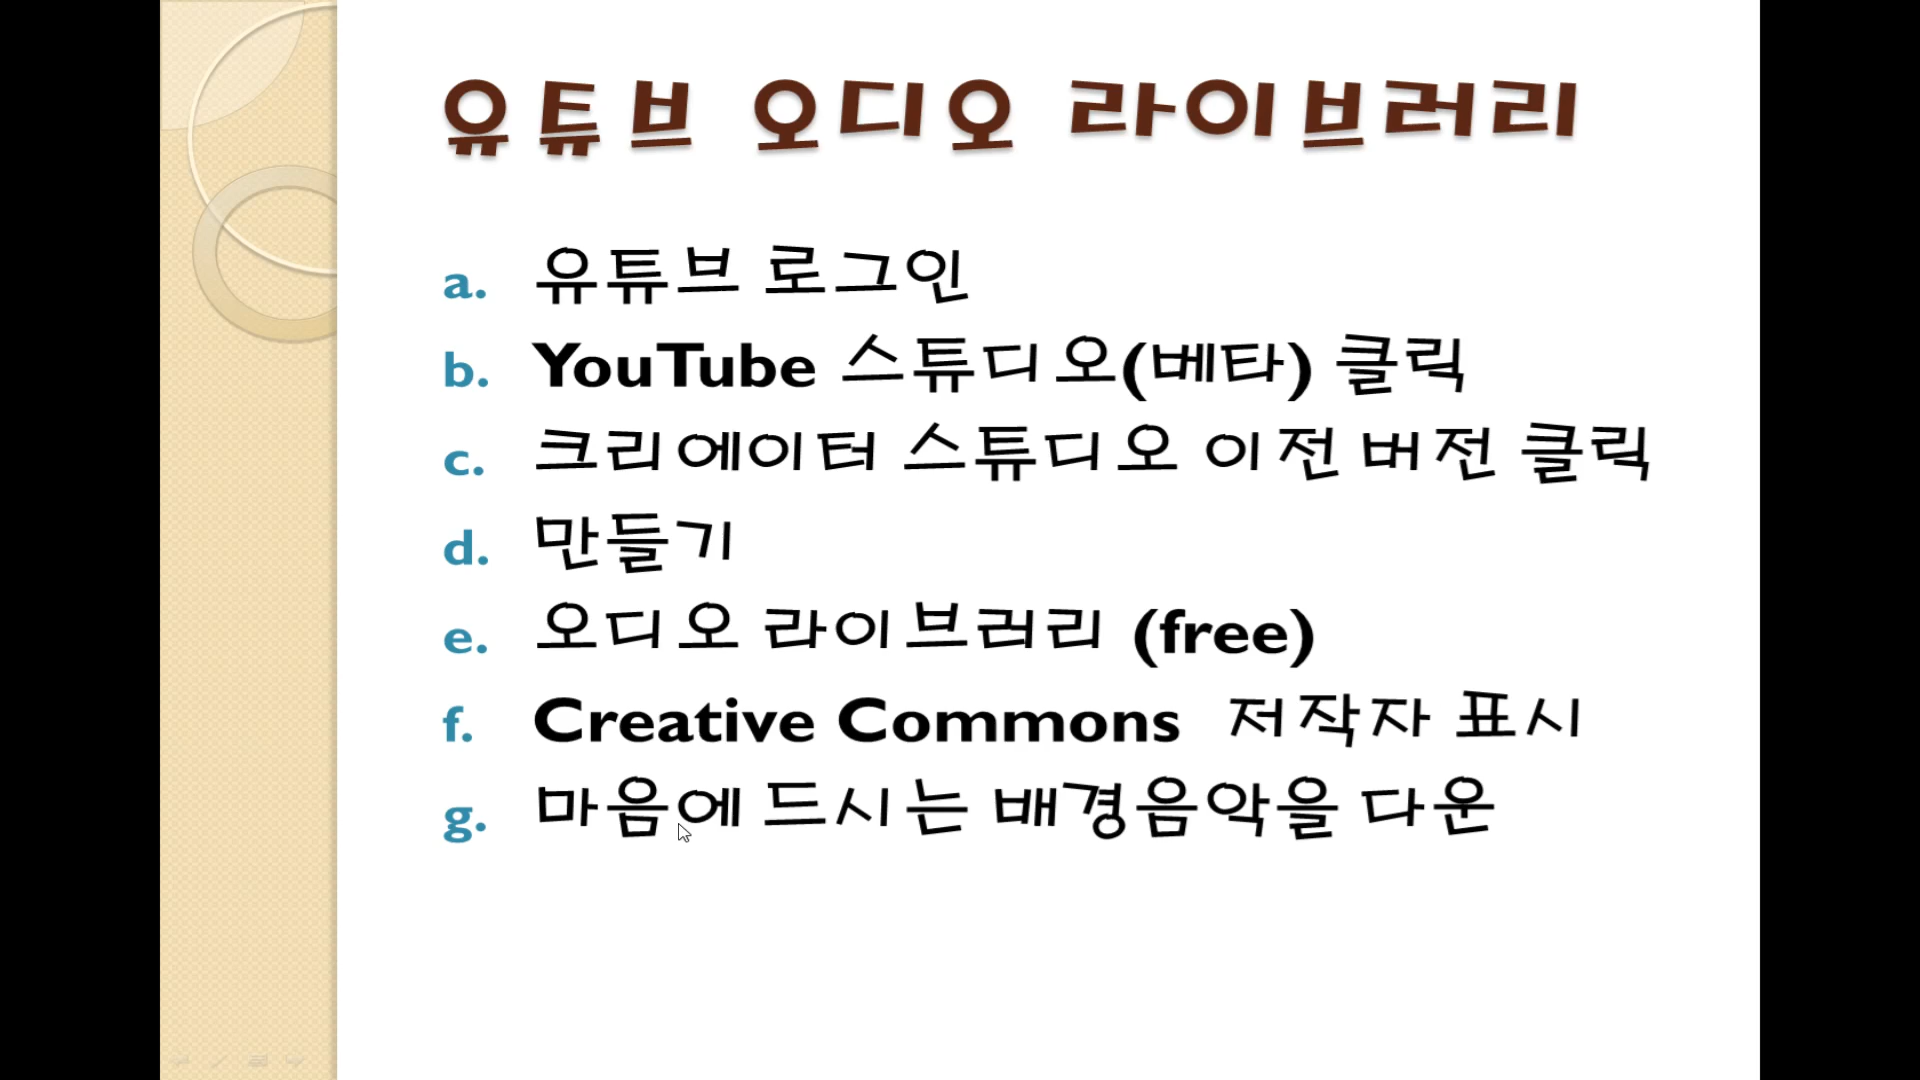 유튜브 오디오 라이브러리
a. 유튜브 로그인
b. YouTube 스튜디오(베타) 클릭
c. 크리에이터 스튜디오 이전 버전 클릭
d. 만들기
e. 오디오 라이브러리 (free)
f. Creative Commons 저작자 표시
g. 마음에 드시는 배경음악을 다운